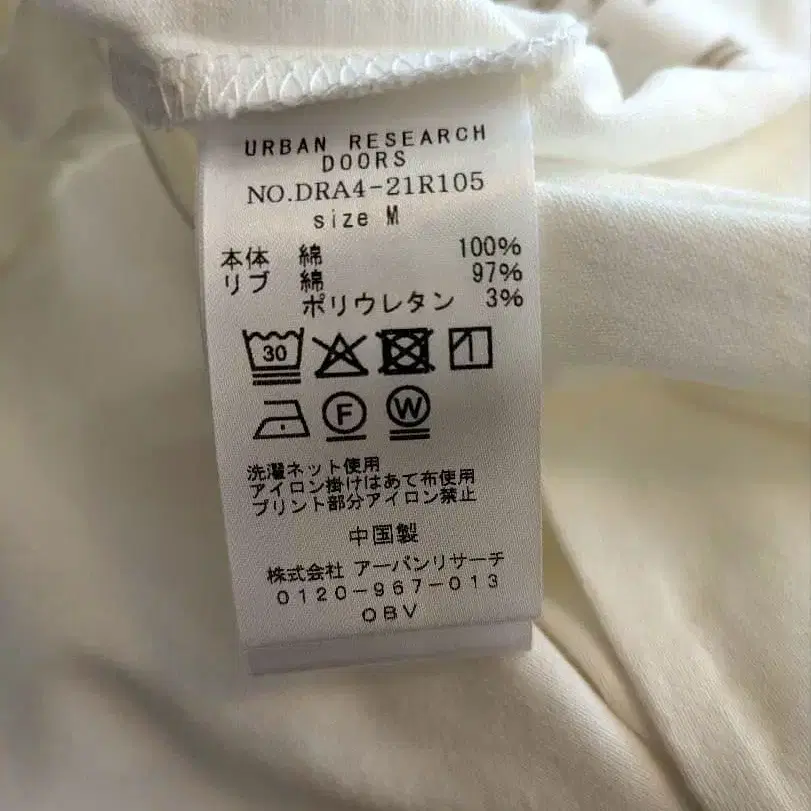 URBAN RESEARCH
DOORS
NO.DRA4-21R105
size M
本体 綿 100%
リブ 綿 97%
ポリウレタン 3%
30
F W
洗濯ネット使用
アイロン掛けはあて布使用
プリント部分アイロン禁止
中国製
株式会社 アーバンリサーチ
0120-967-013
OBV